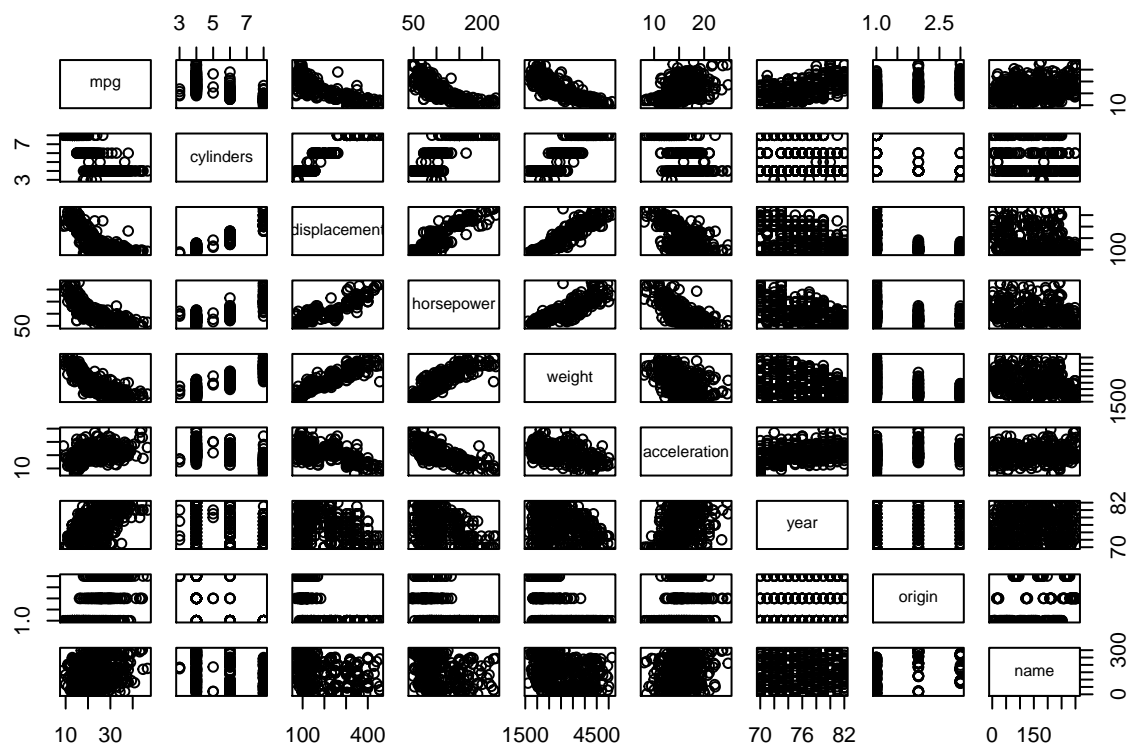 3 5 7 50 200 10 20 1.0 2.5
mpg 10
3 7 cylinders
displacement 100
50 horsepower
weight 1500
10 acceleration
year 70 82
1.0 origin
name 0 150 300
10 30 100 400 1500 4500 70 76 82 0 150